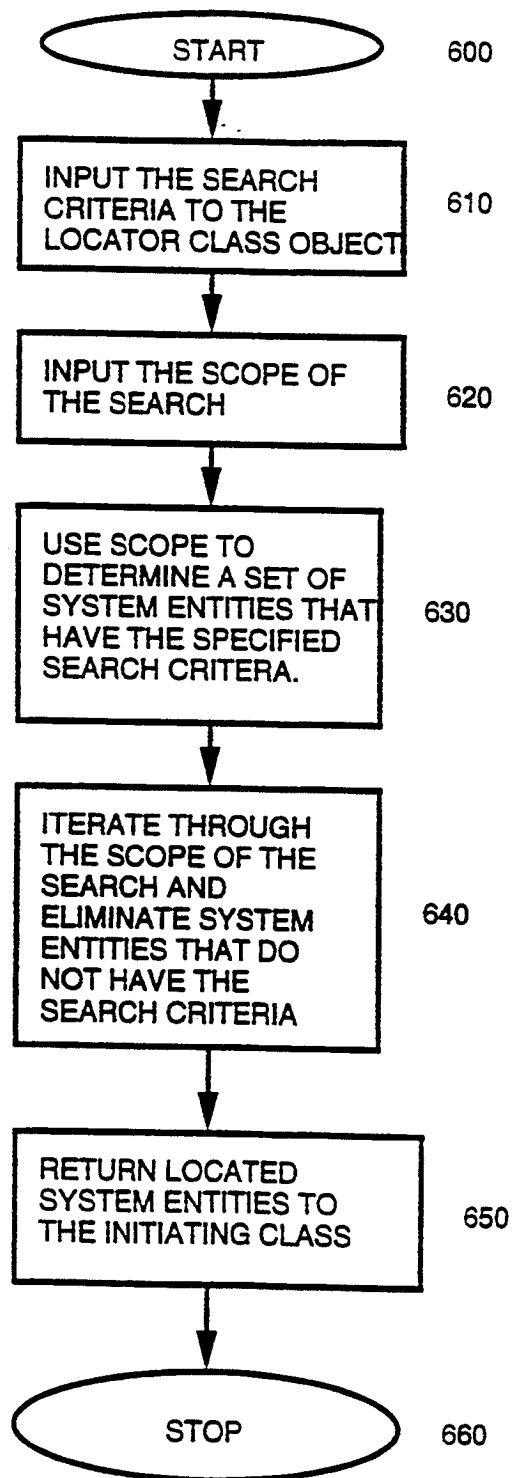 START
600
INPUT THE SEARCH
CRITERIA TO THE
LOCATOR CLASS OBJECT
610
INPUT THE SCOPE OF
THE SEARCH
620
USE SCOPE TO
DETERMINE A SET OF
SYSTEM ENTITIES THAT
HAVE THE SPECIFIED
SEARCH CRITERA.
630
ITERATE THROUGH
THE SCOPE OF THE
SEARCH AND
ELIMINATE SYSTEM
ENTITIES THAT DO
NOT HAVE THE
SEARCH CRITERIA
640
RETURN LOCATED
SYSTEM ENTITIES TO
THE INITIATING CLASS
650
STOP
660